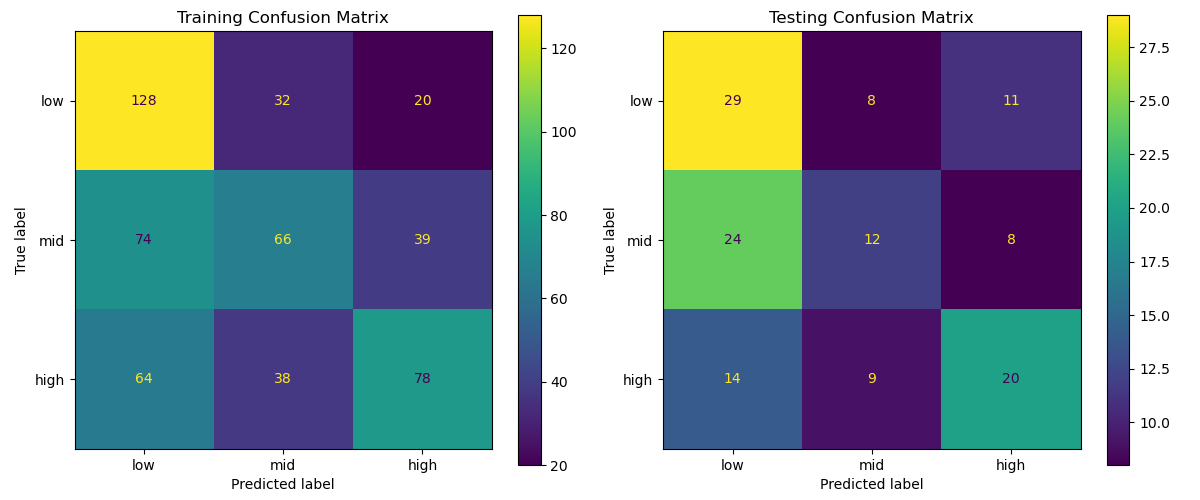 Training Confusion Matrix
low 128 32 20
mid 74 66 39
high 64 38 78
low mid high
Predicted label
True label
120
100
80
60
40
20
Testing Confusion Matrix
low 29 8 11
mid 24 12 8
high 14 9 20
low mid high
Predicted label
True label
27.5
25.0
22.5
20.0
17.5
15.0
12.5
10.0